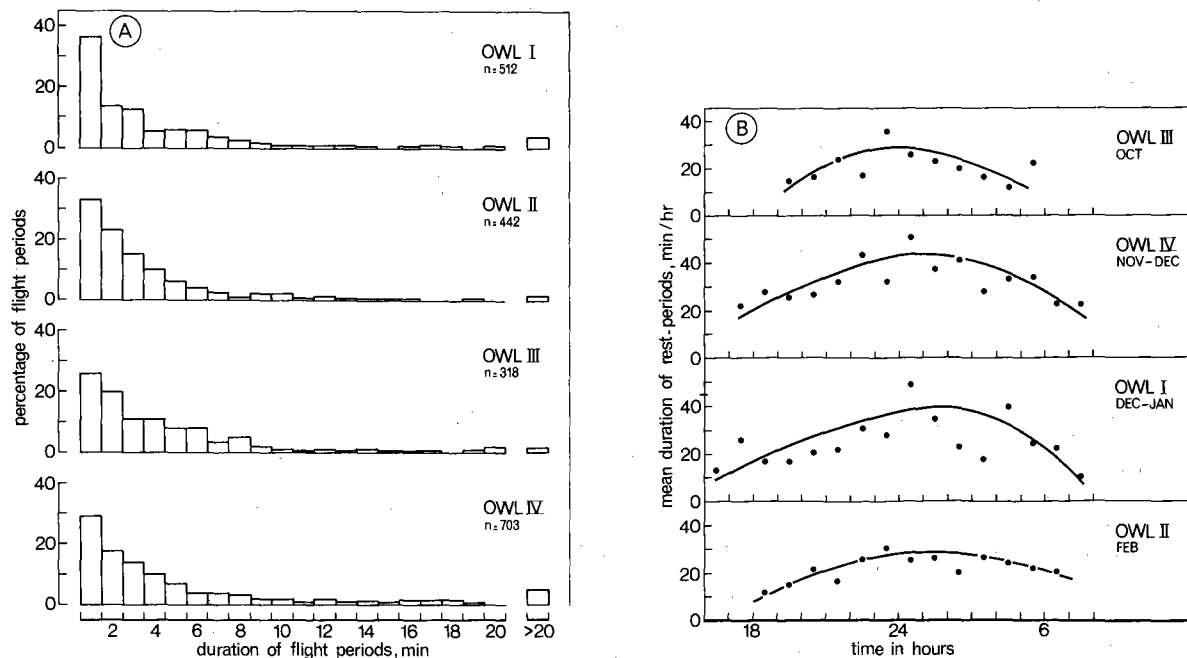 A
40
20
0
OWL I
n=512
40
20
0
OWL II
n=442
40
20
0
OWL III
n=318
40
20
0
OWL IV
n=703
percentage of flight periods
2 4 6 8 10 12 14 16 18 20 >20
duration of flight periods, min
B
40
20
0
OWL III
OCT
40
20
0
OWL IV
NOV-DEC
40
20
0
OWL I
DEC-JAN
40
20
0
OWL II
FEB
mean duration of rest-periods, min/hr
18 24 6
time in hours